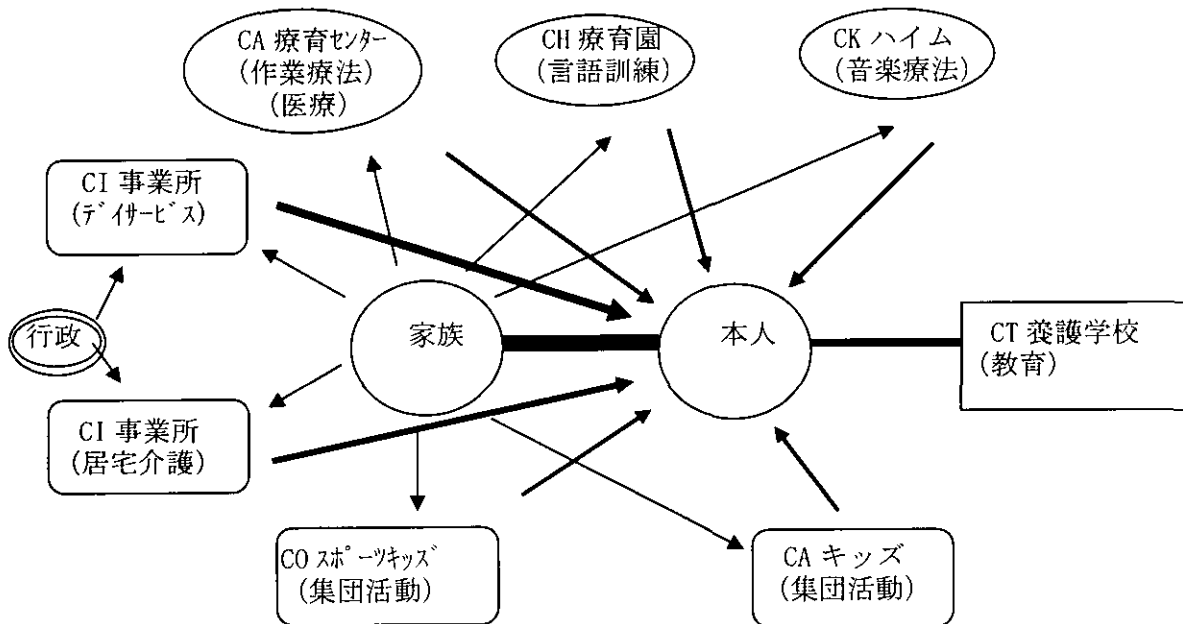 CA 療育センター
(作業療法)
(医療)
CH 療育園
(言語訓練)
CK ハイム
(音楽療法)
CI 事業所
(デイサービス)
行政
家族
本人
CT 養護学校
(教育)
CI 事業所
(居宅介護)
CO スポーツキッズ
(集団活動)
CA キッズ
(集団活動)